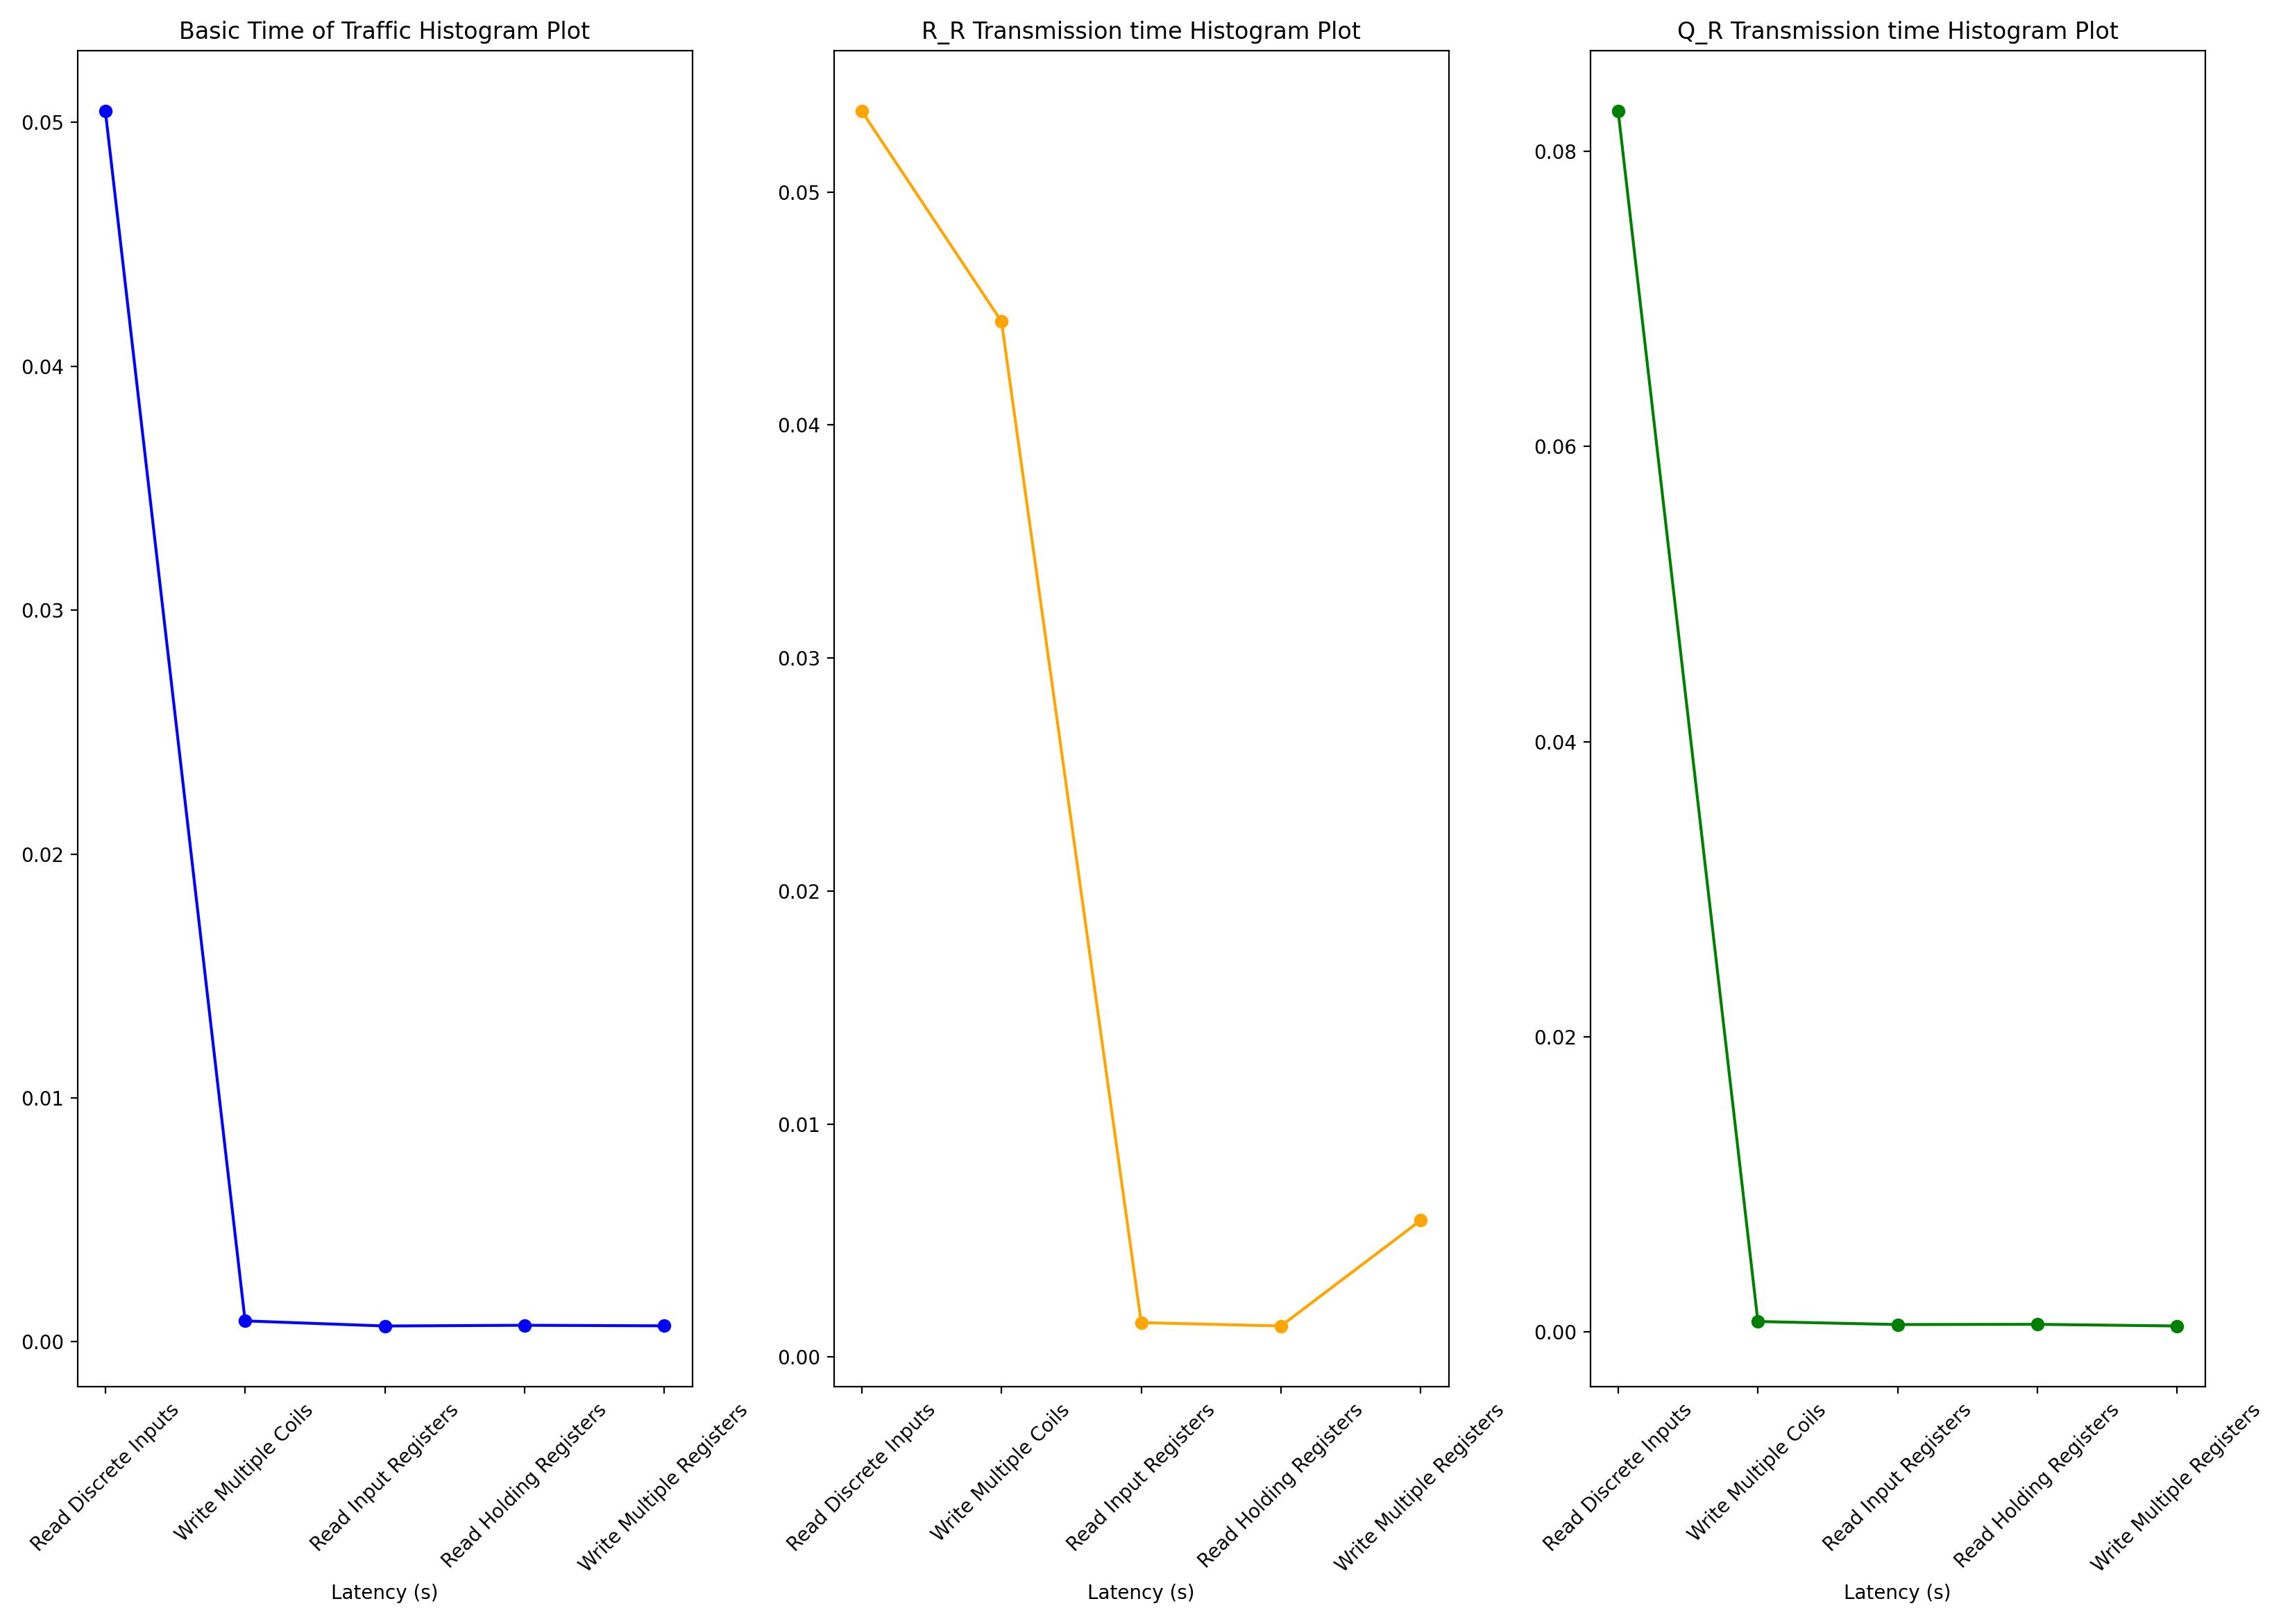 Basic Time of Traffic Histogram Plot
0.05
0.04
0.03
0.02
0.01
0.00
Read Discrete Inputs
Write Multiple Coils
Read Input Registers
Read Holding Registers
Write Multiple Registers
Latency (s)
R_R Transmission time Histogram Plot
0.05
0.04
0.03
0.02
0.01
0.00
Read Discrete Inputs
Write Multiple Coils
Read Input Registers
Read Holding Registers
Write Multiple Registers
Latency (s)
Q_R Transmission time Histogram Plot
0.08
0.06
0.04
0.02
0.00
Read Discrete Inputs
Write Multiple Coils
Read Input Registers
Read Holding Registers
Write Multiple Registers
Latency (s)